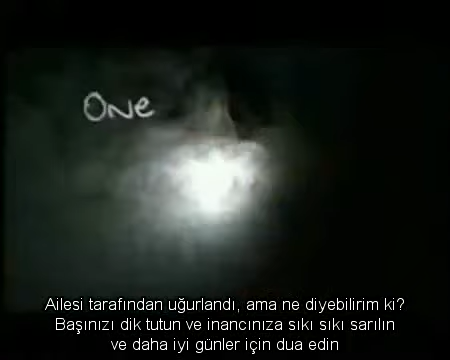 One
Ailesi tarafından uğurlandı, ama ne diyebilirim ki?
Başınızı dik tutun ve inancınıza sıkı sıkı sarılın
ve daha iyi günler için dua edin